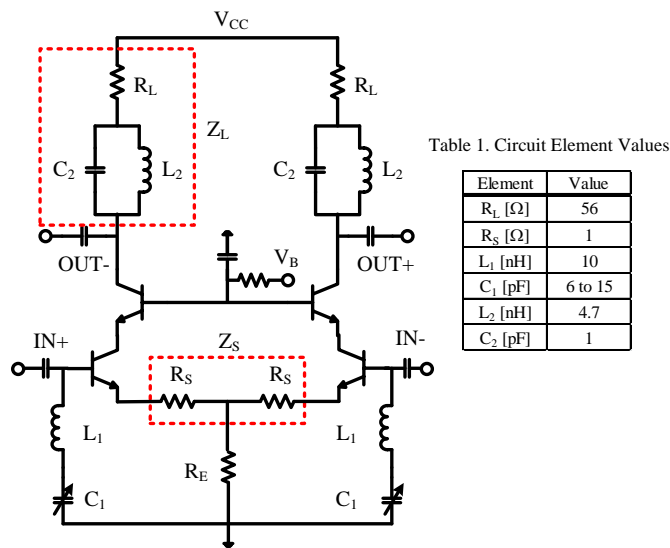 V_CC
R_L
R_L
Z_L
C_2
L_2
C_2
L_2
Table 1. Circuit Element Values
Element Value
R_L [Ω] 56
R_S [Ω] 1
L_1 [nH] 10
C_1 [pF] 6 to 15
L_2 [nH] 4.7
C_2 [pF] 1
OUT-
V_B
OUT+
IN+
Z_S
IN-
R_S
R_S
L_1
L_1
R_E
C_1
C_1